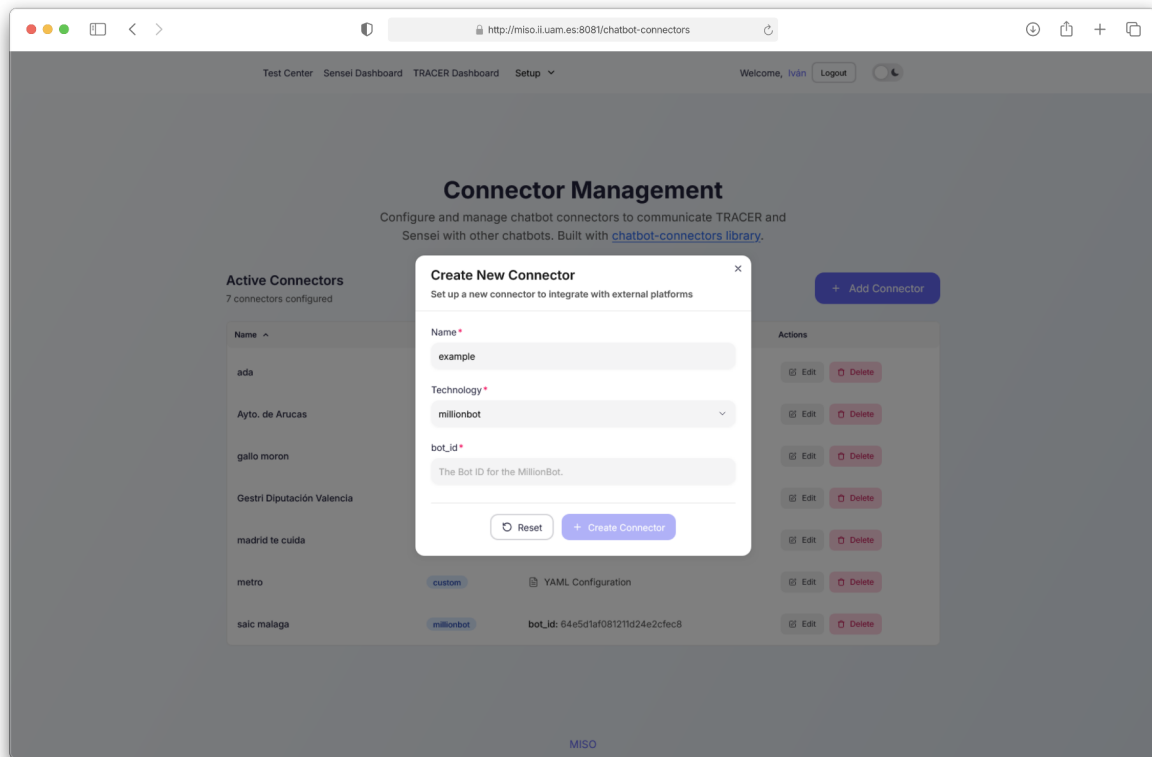 http://miso.ii.uam.es:8081/chatbot-connectors
Test Center Sensei Dashboard TRACER Dashboard Setup
Welcome, Iván Logout
Connector Management
Configure and manage chatbot connectors to communicate TRACER and
Sensei with other chatbots. Built with chatbot-connectors library.
Active Connectors
7 connectors configured
+ Add Connector
Create New Connector
Set up a new connector to integrate with external platforms
Name*
example
Technology*
millionbot
bot_id*
The Bot ID for the MillionBot.
Reset + Create Connector
Name Actions
ada Edit Delete
Ayto. de Arucas Edit Delete
gallo moron Edit Delete
Gestri Diputación Valencia Edit Delete
madrid te cuida Edit Delete
metro custom YAML Configuration Edit Delete
saic malaga millionbot bot_id: 64e5d1af081211d24e2cfec8 Edit Delete
MISO